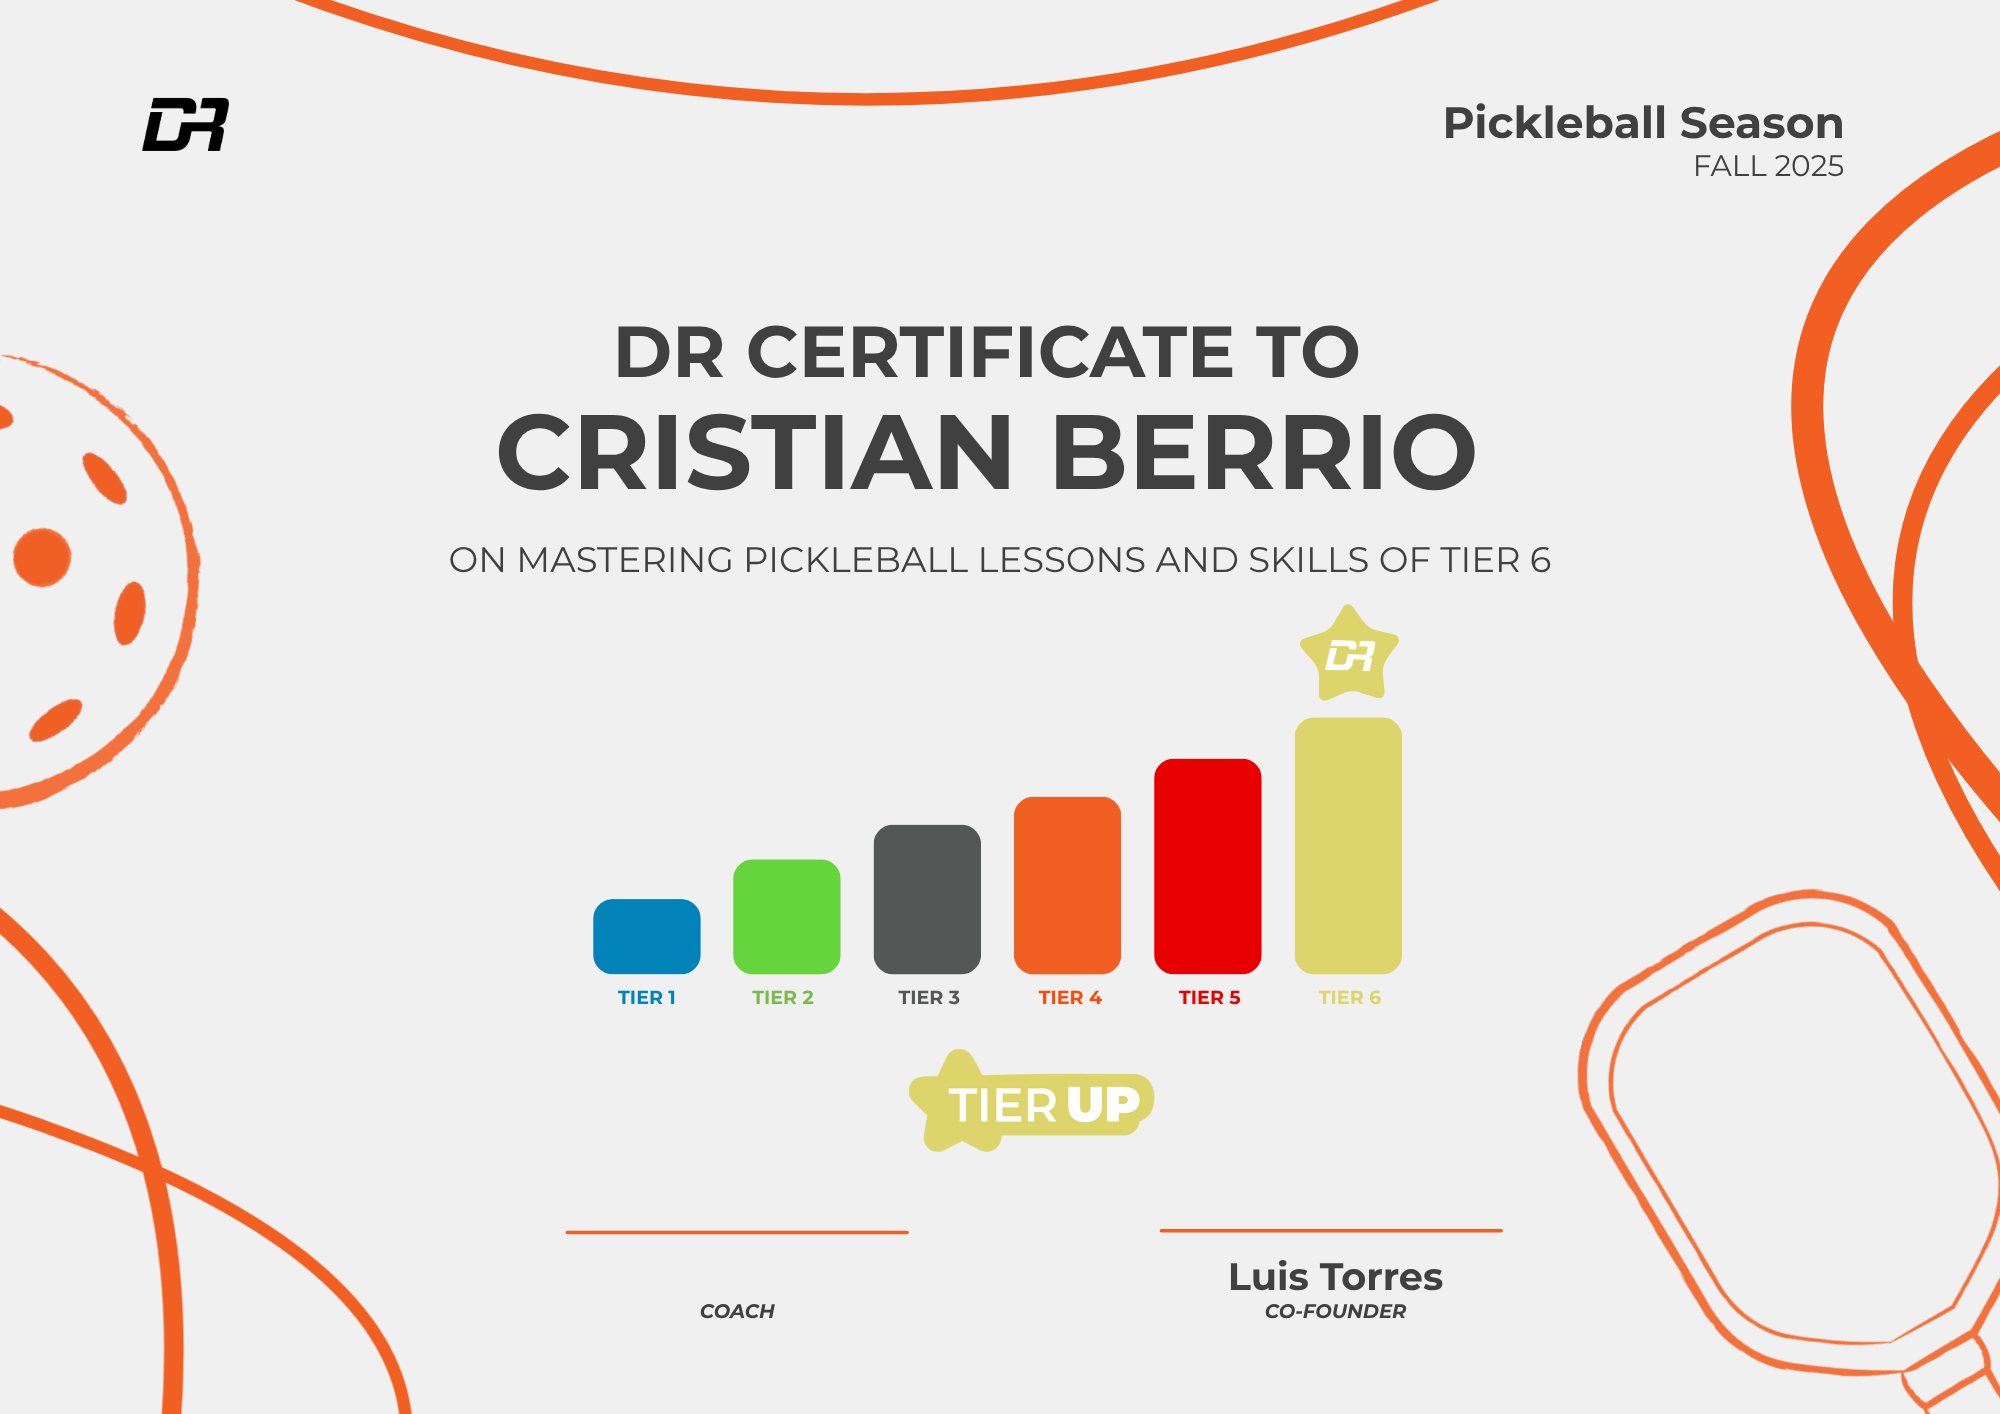 DR
Pickleball Season
FALL 2025
DR CERTIFICATE TO
CRISTIAN BERRIO
ON MASTERING PICKLEBALL LESSONS AND SKILLS OF TIER 6
DR
TIER 1 TIER 2 TIER 3 TIER 4 TIER 5 TIER 6
TIER UP
Luis Torres
COACH CO-FOUNDER